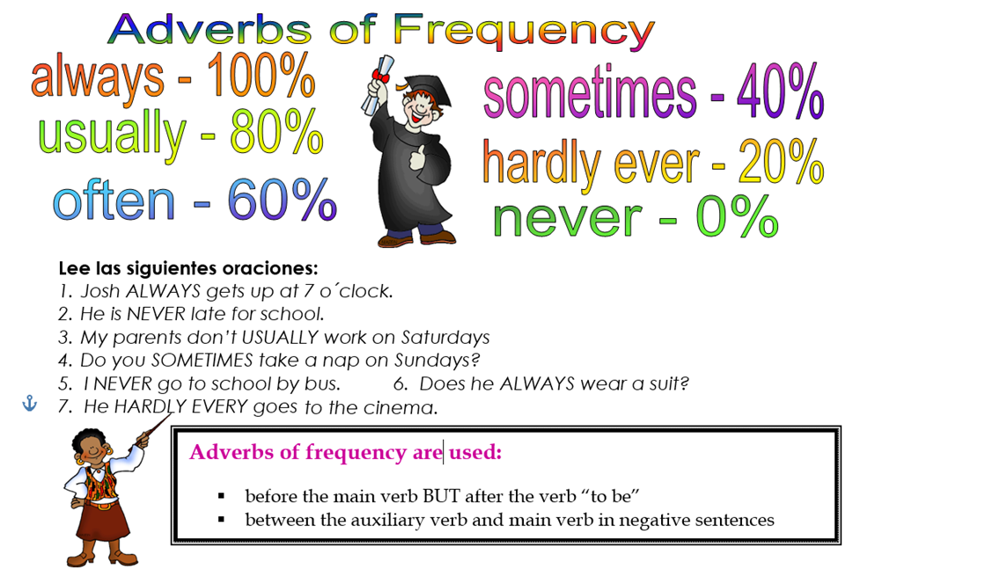 Adverbs of Frequency
always - 100%
usually - 80%
often - 60%
sometimes - 40%
hardly ever - 20%
never - 0%
Lee las siguientes oraciones:
1. Josh ALWAYS gets up at 7 o´clock.
2. He is NEVER late for school.
3. My parents don't USUALLY work on Saturdays
4. Do you SOMETIMES take a nap on Sundays?
5. I NEVER go to school by bus. 6. Does he ALWAYS wear a suit?
7. He HARDLY EVERY goes to the cinema.
Adverbs of frequency are used:
▪ before the main verb BUT after the verb “to be”
▪ between the auxiliary verb and main verb in negative sentences